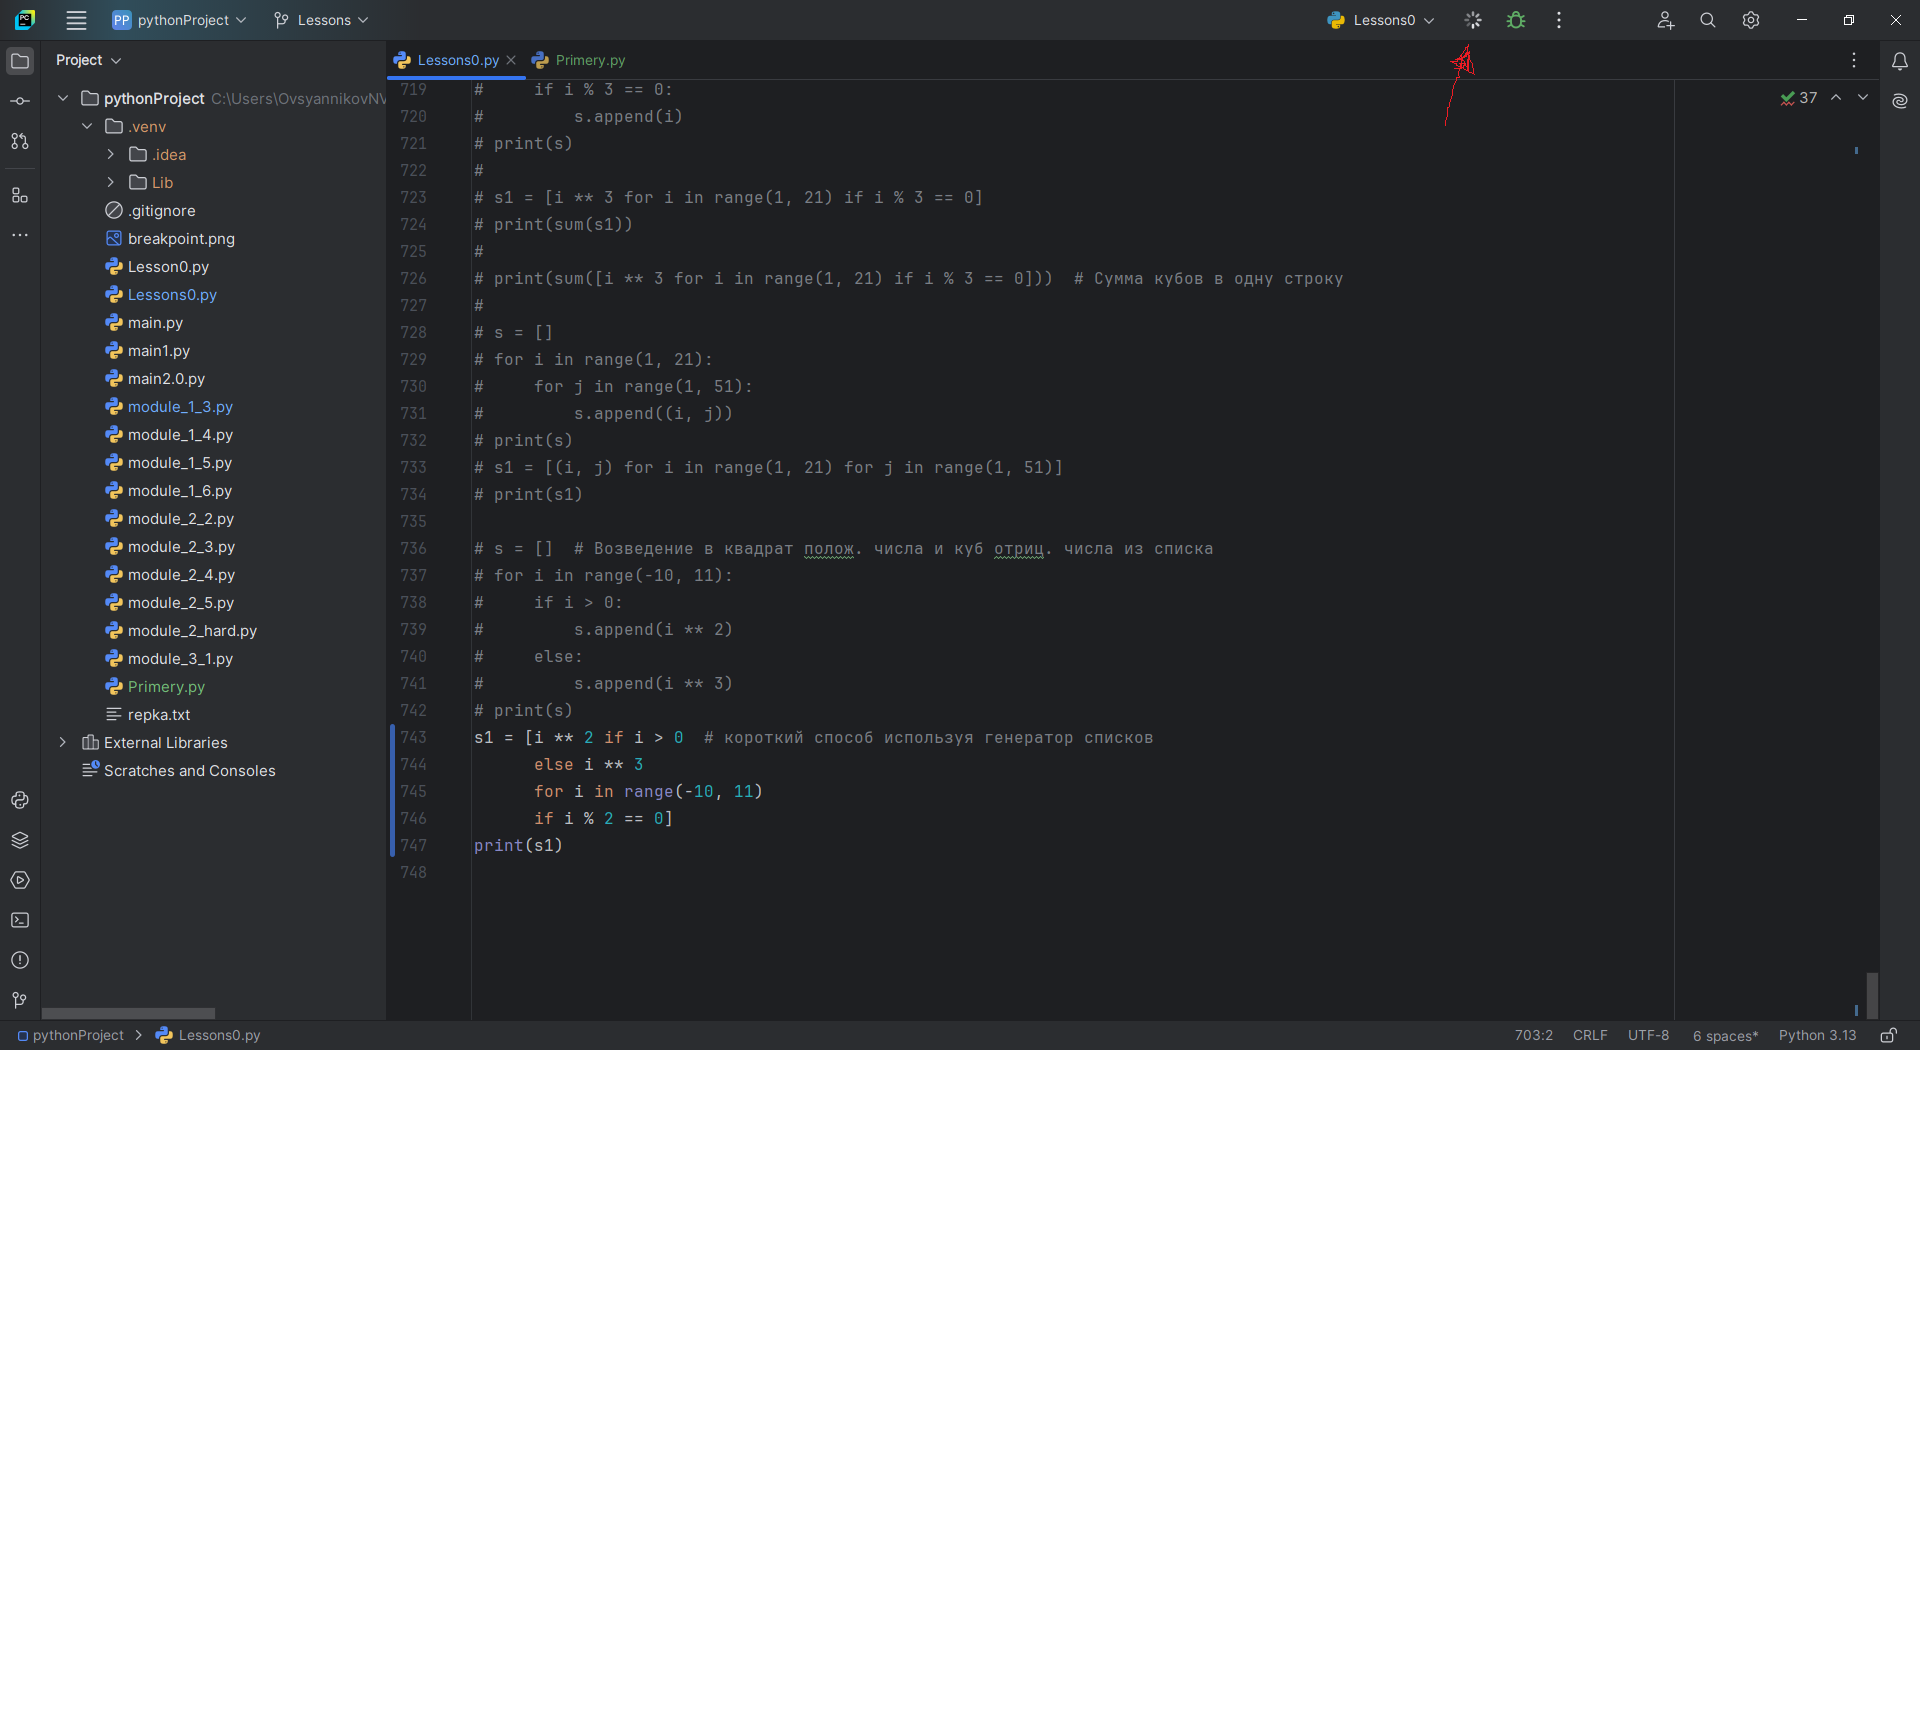 PC
PP pythonProject
Lessons
Lessons0
Project
Lessons0.py
Primery.py
pythonProject C:\Users\OvsyannikovNV
.venv
.idea
Lib
.gitignore
breakpoint.png
Lesson0.py
Lessons0.py
main.py
main1.py
main2.0.py
module_1_3.py
module_1_4.py
module_1_5.py
module_1_6.py
module_2_2.py
module_2_3.py
module_2_4.py
module_2_5.py
module_2_hard.py
module_3_1.py
Primery.py
repka.txt
External Libraries
Scratches and Consoles
37
719 #     if i % 3 == 0:
720 #         s.append(i)
721 # print(s)
722 #
723 # s1 = [i ** 3 for i in range(1, 21) if i % 3 == 0]
724 # print(sum(s1))
725 #
726 # print(sum([i ** 3 for i in range(1, 21) if i % 3 == 0]))  # Сумма кубов в одну строку
727 #
728 # s = []
729 # for i in range(1, 21):
730 #     for j in range(1, 51):
731 #         s.append((i, j))
732 # print(s)
733 # s1 = [(i, j) for i in range(1, 21) for j in range(1, 51)]
734 # print(s1)
735
736 # s = []  # Возведение в квадрат полож. числа и куб отриц. числа из списка
737 # for i in range(-10, 11):
738 #     if i > 0:
739 #         s.append(i ** 2)
740 #     else:
741 #         s.append(i ** 3)
742 # print(s)
743 s1 = [i ** 2 if i > 0  # короткий способ используя генератор списков
744       else i ** 3
745       for i in range(-10, 11)
746       if i % 2 == 0]
747 print(s1)
748
pythonProject > Lessons0.py
703:2 CRLF UTF-8 6 spaces* Python 3.13